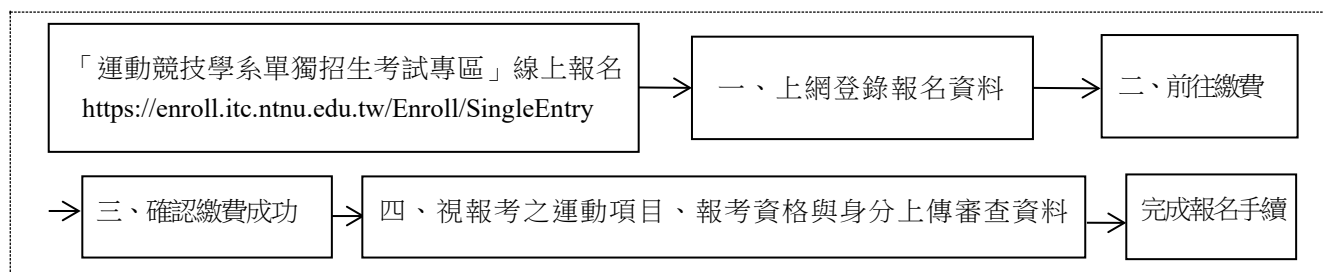 「運動競技學系單獨招生考試專區」線上報名
https://enroll.itc.ntnu.edu.tw/Enroll/SingleEntry
一、上網登錄報名資料
二、前往繳費
三、確認繳費成功
四、視報考之運動項目、報考資格與身分上傳審查資料
完成報名手續